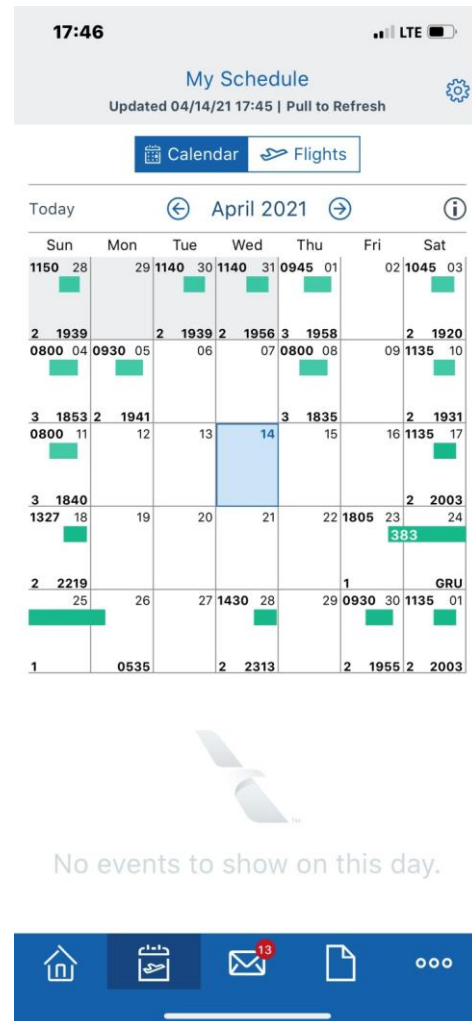 17:46 LTE
My Schedule
Updated 04/14/21 17:45 | Pull to Refresh
Calendar Flights
Today April 2021
Sun Mon Tue Wed Thu Fri Sat
1150 28 29 1140 30 1140 31 0945 01 02 1045 03
2 1939 2 1939 2 1956 3 1958 2 1920
0800 04 0930 05 06 07 0800 08 09 1135 10
3 1853 2 1941 3 1835 2 1931
0800 11 12 13 14 15 16 1135 17
3 1840 2 2003
1327 18 19 20 21 22 1805 23 24
383
2 2219 1 GRU
25 26 27 1430 28 29 0930 30 1135 01
1 0535 2 2313 2 1955 2 2003
No events to show on this day.
13